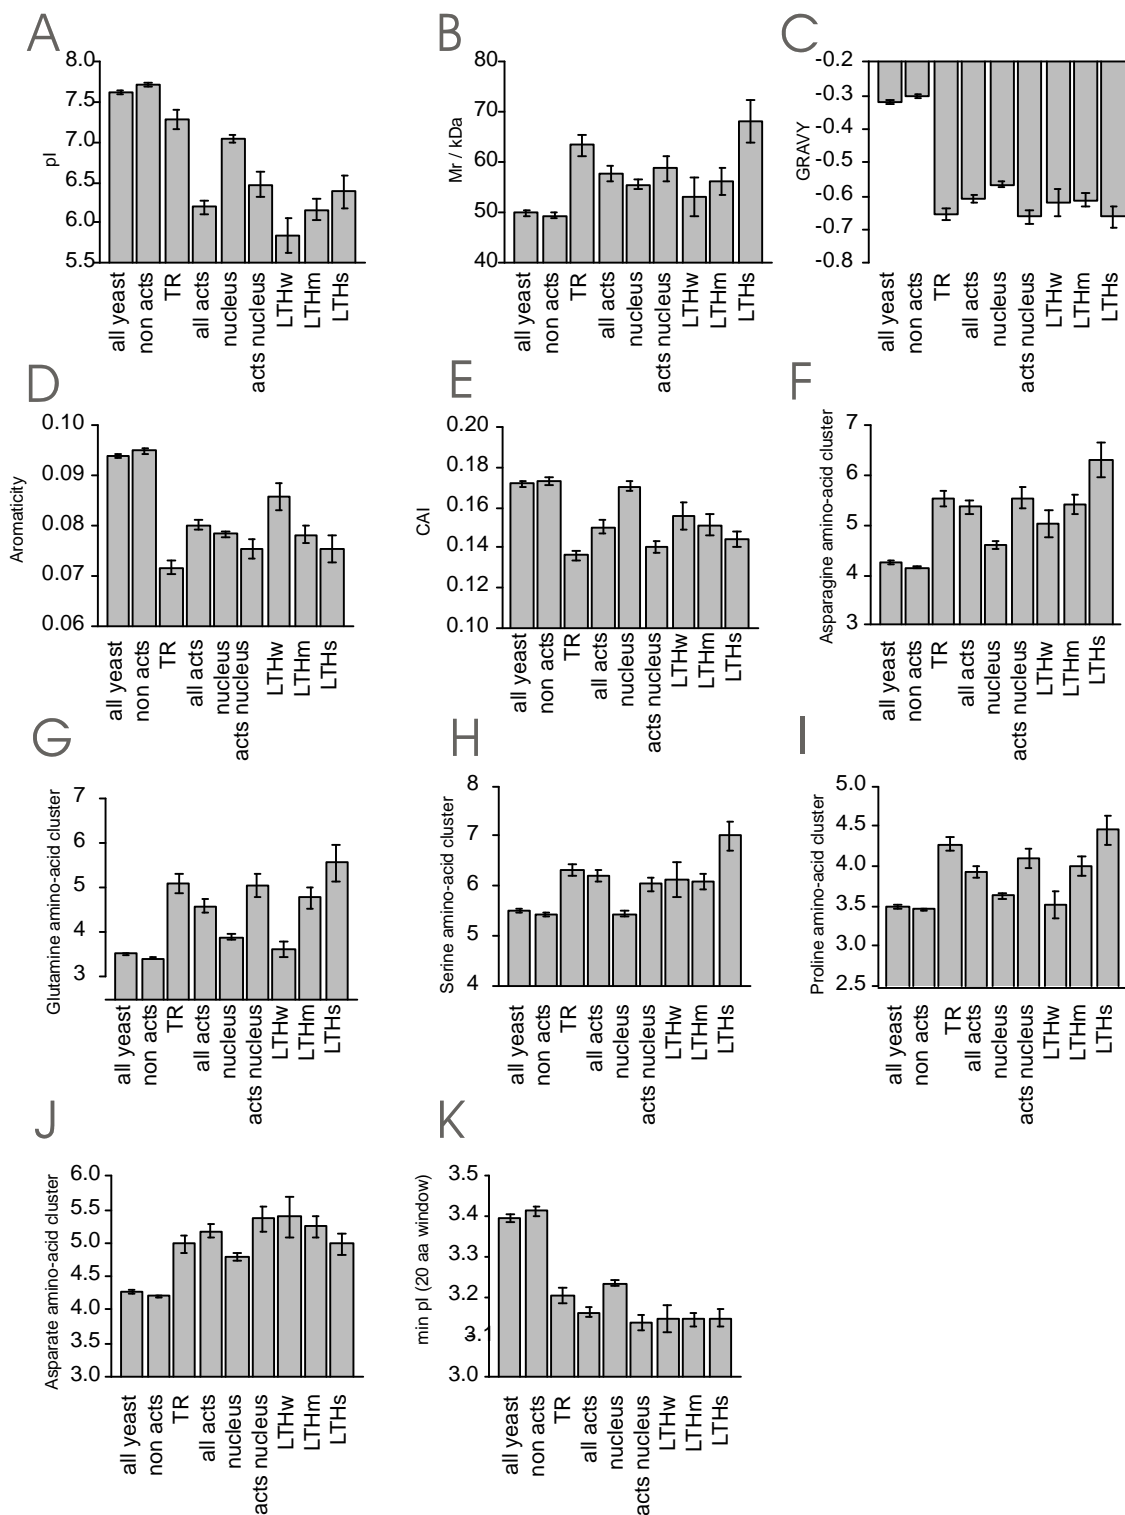 A
8.0
7.5
7.0
6.5
6.0
5.5
pI
all yeast
non acts
TR
all acts
nucleus
acts nucleus
LTHw
LTHm
LTHs
B
80
70
60
50
40
Mr / kDa
all yeast
non acts
TR
all acts
nucleus
acts nucleus
LTHw
LTHm
LTHs
C
-0.2
-0.3
-0.4
-0.5
-0.6
-0.7
-0.8
GRAVY
all yeast
non acts
TR
all acts
nucleus
acts nucleus
LTHw
LTHm
LTHs
D
0.10
0.09
0.08
0.07
0.06
Aromaticity
all yeast
non acts
TR
all acts
nucleus
acts nucleus
LTHw
LTHm
LTHs
E
0.20
0.18
0.16
0.14
0.12
0.10
CAI
all yeast
non acts
TR
all acts
nucleus
acts nucleus
LTHw
LTHm
LTHs
F
7
6
5
4
3
Asparagine amino-acid cluster
all yeast
non acts
TR
all acts
nucleus
acts nucleus
LTHw
LTHm
LTHs
G
7
6
5
4
3
Glutamine amino-acid cluster
all yeast
non acts
TR
all acts
nucleus
acts nucleus
LTHw
LTHm
LTHs
H
8
7
6
5
4
Serine amino-acid cluster
all yeast
non acts
TR
all acts
nucleus
acts nucleus
LTHw
LTHm
LTHs
I
5.0
4.5
4.0
3.5
3.0
2.5
Proline amino-acid cluster
all yeast
non acts
TR
all acts
nucleus
acts nucleus
LTHw
LTHm
LTHs
J
6.0
5.5
5.0
4.5
4.0
3.5
3.0
Asparate amino-acid cluster
all yeast
non acts
TR
all acts
nucleus
acts nucleus
LTHw
LTHm
LTHs
K
3.5
3.4
3.3
3.2
3.1
3.0
min pI (20 aa window)
all yeast
non acts
TR
all acts
nucleus
acts nucleus
LTHw
LTHm
LTHs